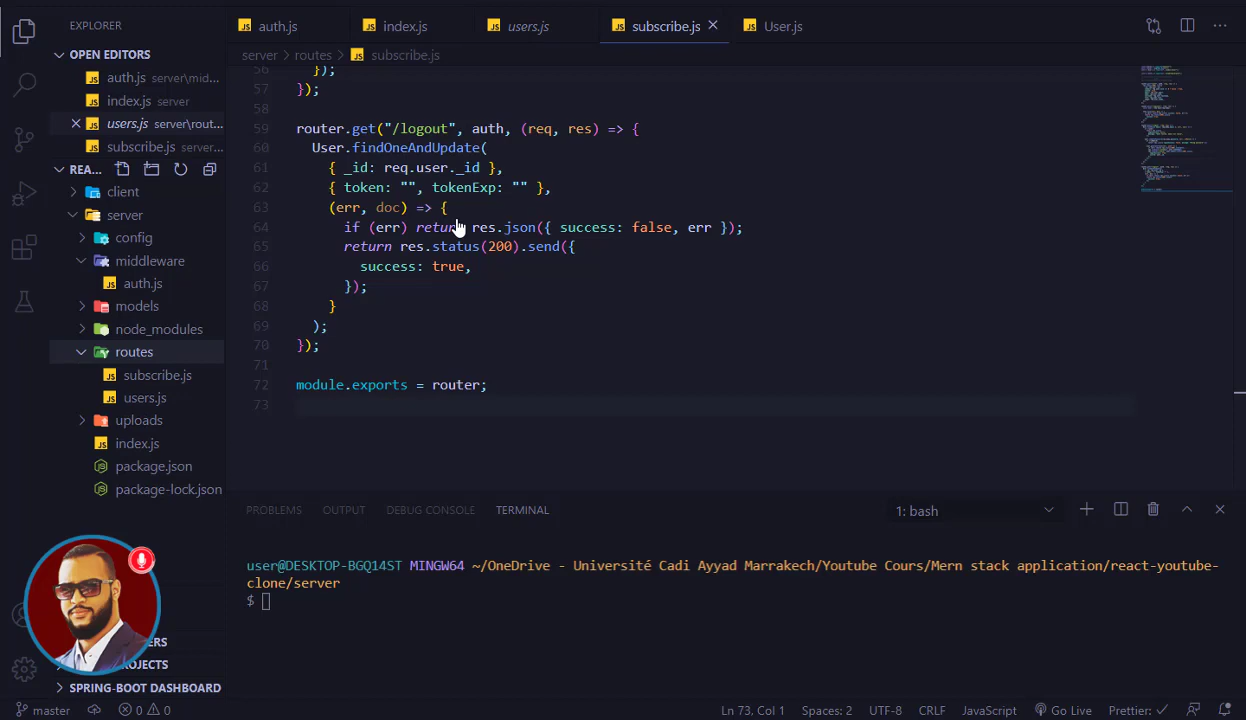 EXPLORER
auth.js
index.js
users.js
subscribe.js
User.js
OPEN EDITORS
server > routes > subscribe.js
auth.js server\mid...
index.js server
users.js server\rout...
subscribe.js server...
REA...
client
server
config
middleware
auth.js
models
node_modules
routes
subscribe.js
users.js
uploads
index.js
package.json
package-lock.json
SPRING-BOOT DASHBOARD
56 });
57 });
58
59 router.get("/logout", auth, (req, res) => {
60 User.findOneAndUpdate(
61 { _id: req.user._id },
62 { token: "", tokenExp: "" },
63 (err, doc) => {
64 if (err) return res.json({ success: false, err });
65 return res.status(200).send({
66 success: true,
67 });
68 }
69 );
70 });
71
72 module.exports = router;
73
PROBLEMS OUTPUT DEBUG CONSOLE TERMINAL
1: bash
user@DESKTOP-BGQ14ST MINGW64 ~/OneDrive - Université Cadi Ayyad Marrakech/Youtube Cours/Mern stack application/react-youtube-
clone/server
$
master 0 0 Ln 73, Col 1 Spaces: 2 UTF-8 CRLF JavaScript Go Live Prettier: ✓